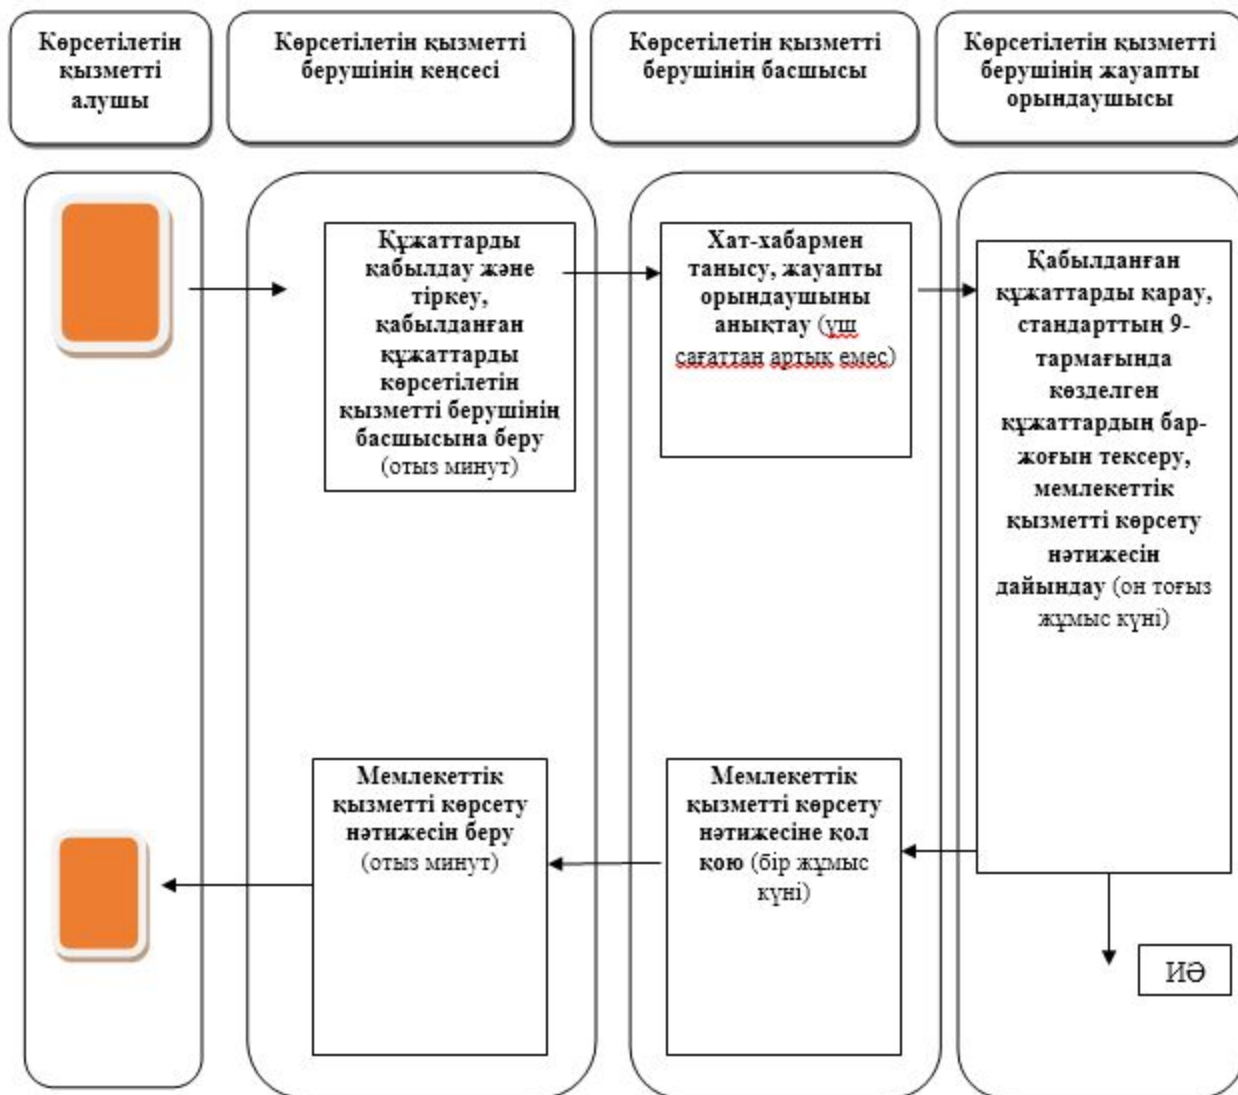 Көрсетілетін
қызметті
алушы
Көрсетілетін қызметті
берушінің кеңсесі
Көрсетілетін қызметті
берушінің басшысы
Көрсетілетін қызметті
берушінің жауапты
орындаушысы
Құжаттарды
қабылдау және
тіркеу,
қабылданған
құжаттарды
көрсетілетін
қызметті берушінің
басшысына беру
(отыз минут)
Хат-хабармен
танысу, жауапты
орындаушыны
анықтау (үш
сағаттан артық емес)
Қабылданған
құжаттарды қарау,
стандарттың 9-
тармағында
көзделген
құжаттардың бар-
жоғын тексеру,
мемлекеттік
қызметті көрсету
нәтижесін
дайындау (он тоғыз
жұмыс күні)
Мемлекеттік
қызметті көрсету
нәтижесін беру
(отыз минут)
Мемлекеттік
қызметті көрсету
нәтижесіне қол
қою (бір жұмыс
күні)
ИӘ